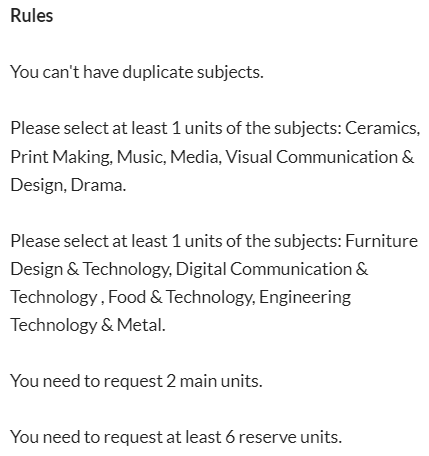 Rules
You can't have duplicate subjects.
Please select at least 1 units of the subjects: Ceramics,
Print Making, Music, Media, Visual Communication &
Design, Drama.
Please select at least 1 units of the subjects: Furniture
Design & Technology, Digital Communication &
Technology , Food & Technology, Engineering
Technology & Metal.
You need to request 2 main units.
You need to request at least 6 reserve units.